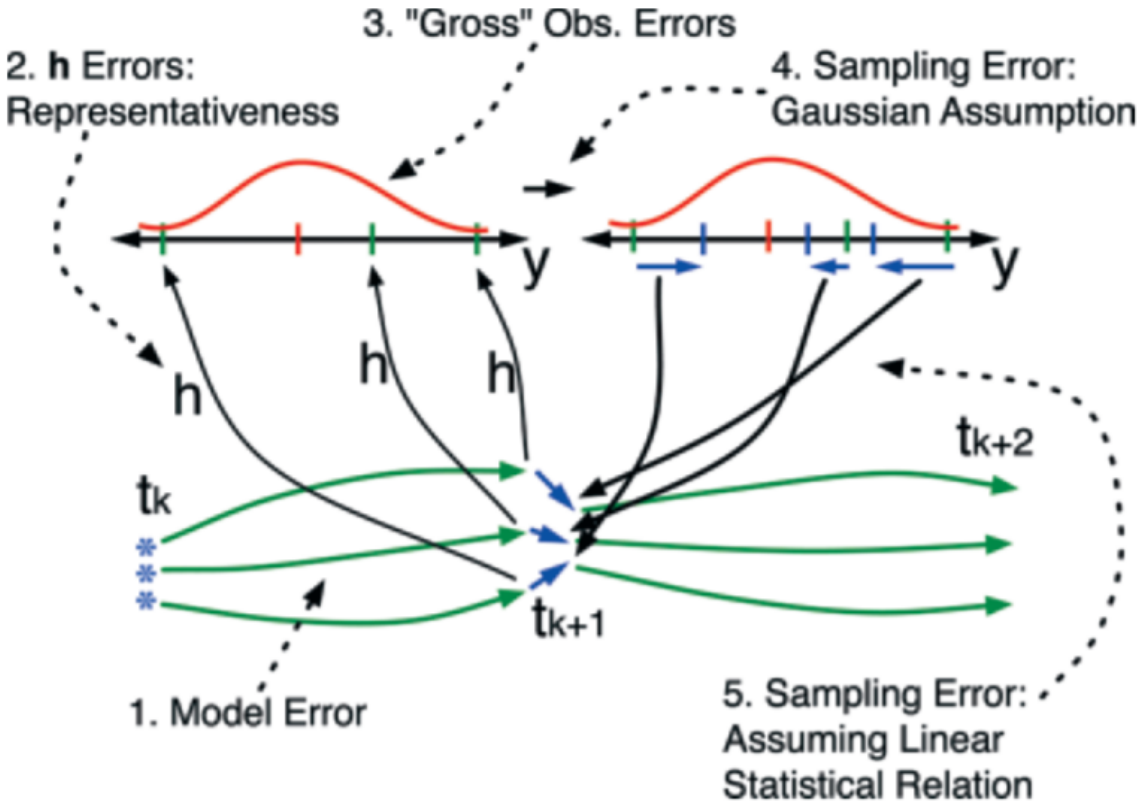 3. "Gross" Obs. Errors
2. h Errors:
Representativeness
4. Sampling Error:
Gaussian Assumption
y
y
h
h
h
tk
tk+2
*
*
*
tk+1
1. Model Error
5. Sampling Error:
Assuming Linear
Statistical Relation